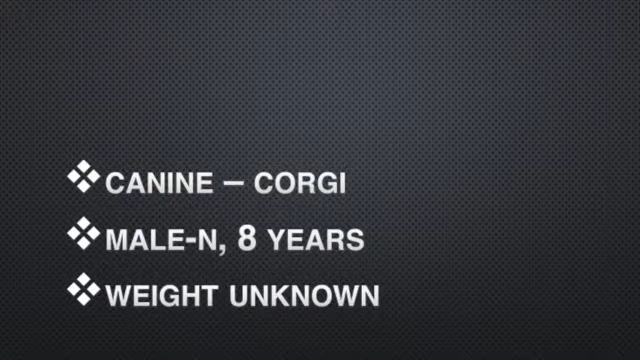 ❖CANINE – CORGI
❖MALE-N, 8 YEARS
❖WEIGHT UNKNOWN